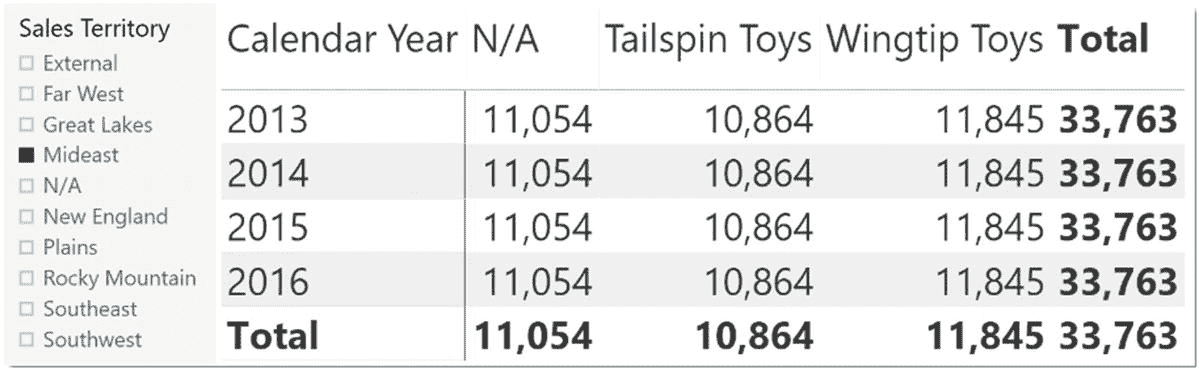 Sales Territory
External
Far West
Great Lakes
Mideast
N/A
New England
Plains
Rocky Mountain
Southeast
Southwest
Calendar Year N/A Tailspin Toys Wingtip Toys Total
2013 11,054 10,864 11,845 33,763
2014 11,054 10,864 11,845 33,763
2015 11,054 10,864 11,845 33,763
2016 11,054 10,864 11,845 33,763
Total 11,054 10,864 11,845 33,763